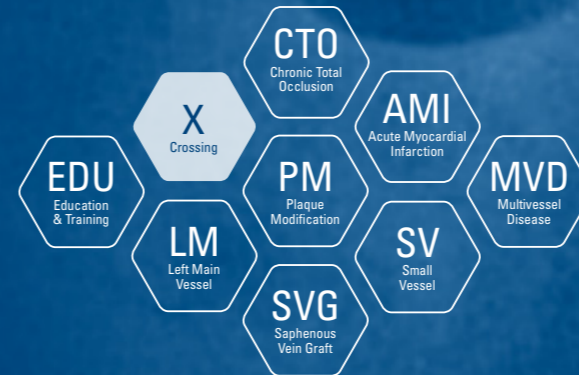 CTO
Chronic Total
Occlusion
X
Crossing
AMI
Acute Myocardial
Infarction
EDU
Education
& Training
PM
Plaque
Modification
MVD
Multivessel
Disease
LM
Left Main
Vessel
SV
Small
Vessel
SVG
Saphenous
Vein Graft